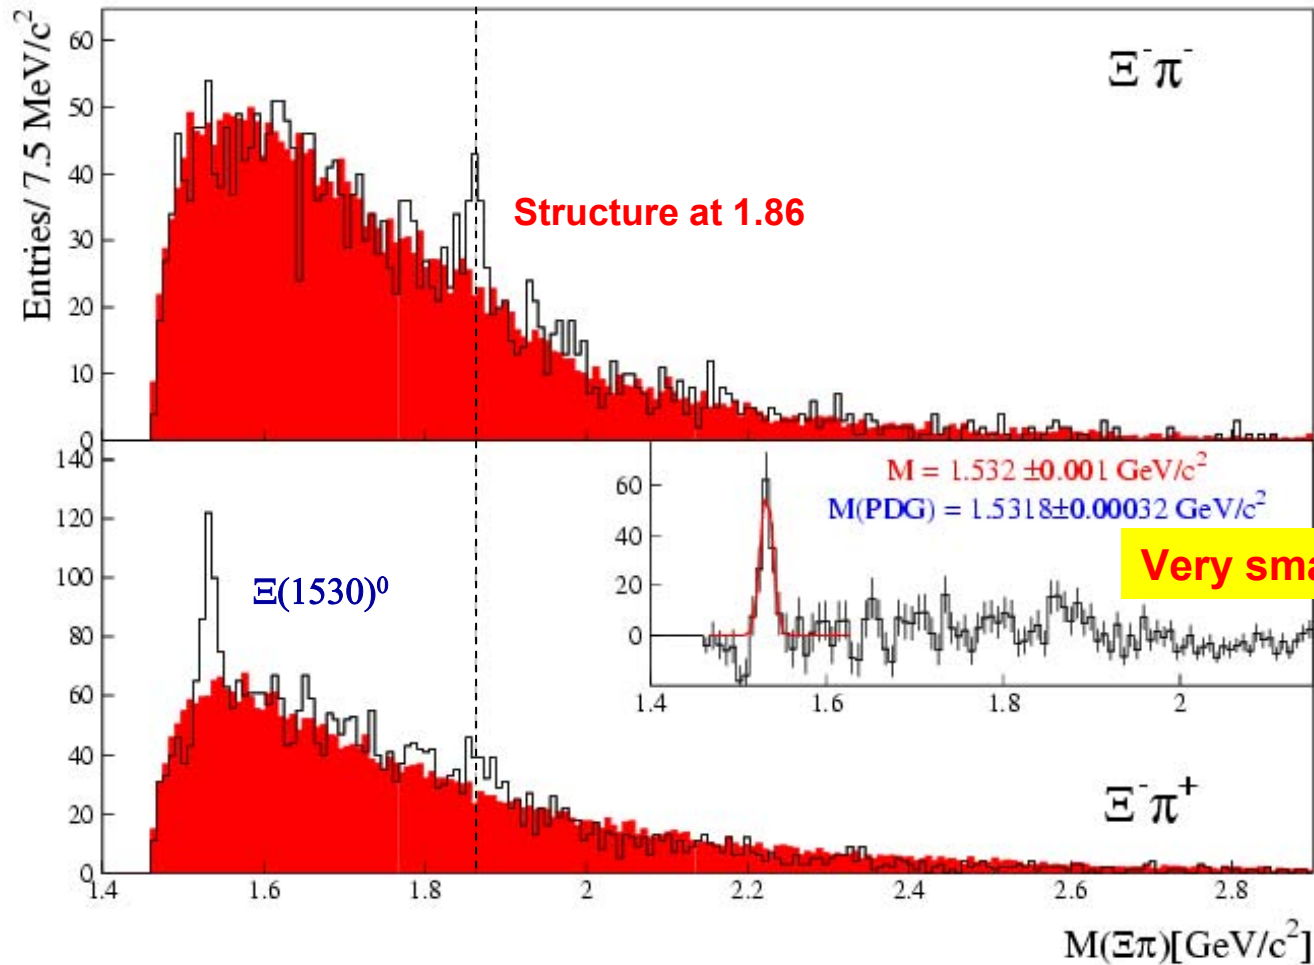 Entries/ 7.5 MeV/c²
60
50
40
30
20
10
0
Ξ⁻π⁻
Structure at 1.86
140
120
100
80
60
40
20
0
Ξ(1530)⁰
M = 1.532 ±0.001 GeV/c²
M(PDG) = 1.5318±0.00032 GeV/c²
Very sma
60
40
20
0
1.4 1.6 1.8 2
Ξ⁻π⁺
1.4 1.6 1.8 2 2.2 2.4 2.6 2.8
M(Ξπ)[GeV/c²]